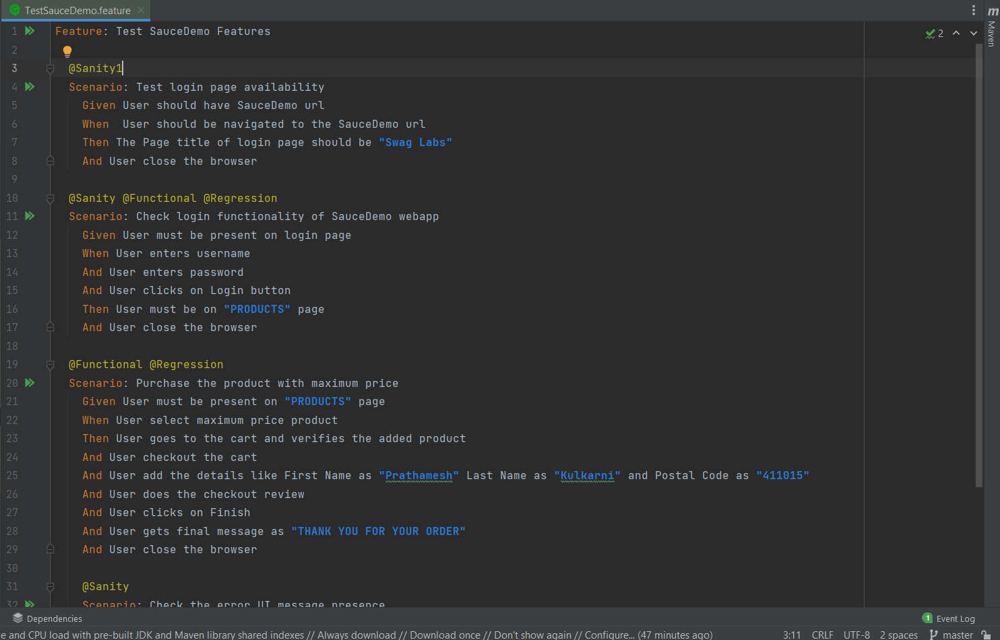 TestSauceDemo.feature
m
Maven
2
1 Feature: Test SauceDemo Features
2
3 @Sanity1
4 Scenario: Test login page availability
5 Given User should have SauceDemo url
6 When  User should be navigated to the SauceDemo url
7 Then The Page title of login page should be "Swag Labs"
8 And User close the browser
9
10 @Sanity @Functional @Regression
11 Scenario: Check login functionality of SauceDemo webapp
12 Given User must be present on login page
13 When User enters username
14 And User enters password
15 And User clicks on Login button
16 Then User must be on "PRODUCTS" page
17 And User close the browser
18
19 @Functional @Regression
20 Scenario: Purchase the product with maximum price
21 Given User must be present on "PRODUCTS" page
22 When User select maximum price product
23 Then User goes to the cart and verifies the added product
24 And User checkout the cart
25 And User add the details like First Name as "Prathamesh" Last Name as "Kulkarni" and Postal Code as "411015"
26 And User does the checkout review
27 And User clicks on Finish
28 And User gets final message as "THANK YOU FOR YOUR ORDER"
29 And User close the browser
30
31 @Sanity
32 Scenario: Check the error UI message presence
Dependencies
1 Event Log
e and CPU load with pre-built JDK and Maven library shared indexes // Always download // Download once // Don't show again // Configure... (47 minutes ago)
3:11 CRLF UTF-8 2 spaces master